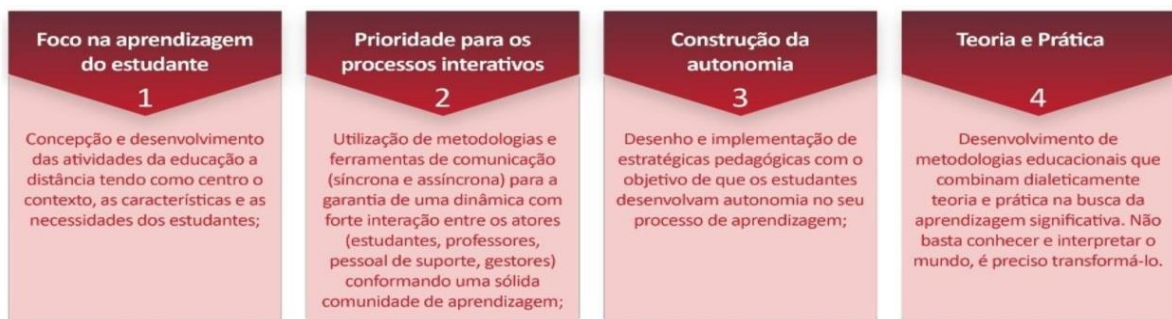 Foco na aprendizagem
do estudante
1
Concepção e desenvolvimento
das atividades da educação a
distância tendo como centro o
contexto, as características e as
necessidades dos estudantes;
Prioridade para os
processos interativos
2
Utilização de metodologias e
ferramentas de comunicação
(síncrona e assíncrona) para a
garantia de uma dinâmica com
forte interação entre os atores
(estudantes, professores,
pessoal de suporte, gestores)
conformando uma sólida
comunidade de aprendizagem;
Construção da
autonomia
3
Desenho e implementação de
estratégicas pedagógicas com o
objetivo de que os estudantes
desenvolvam autonomia no seu
processo de aprendizagem;
Teoria e Prática
4
Desenvolvimento de
metodologias educacionais que
combinam dialeticamente
teoria e prática na busca da
aprendizagem significativa. Não
basta conhecer e interpretar o
mundo, é preciso transformá-lo.